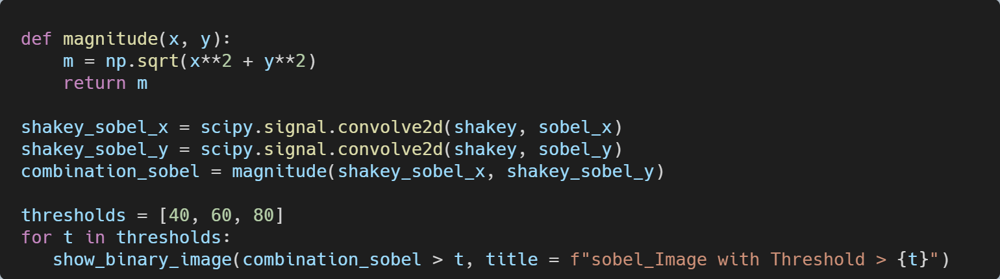 def magnitude(x, y):
    m = np.sqrt(x**2 + y**2)
    return m

shakey_sobel_x = scipy.signal.convolve2d(shakey, sobel_x)
shakey_sobel_y = scipy.signal.convolve2d(shakey, sobel_y)
combination_sobel = magnitude(shakey_sobel_x, shakey_sobel_y)

thresholds = [40, 60, 80]
for t in thresholds:
   show_binary_image(combination_sobel > t, title = f"sobel_Image with Threshold > {t}")